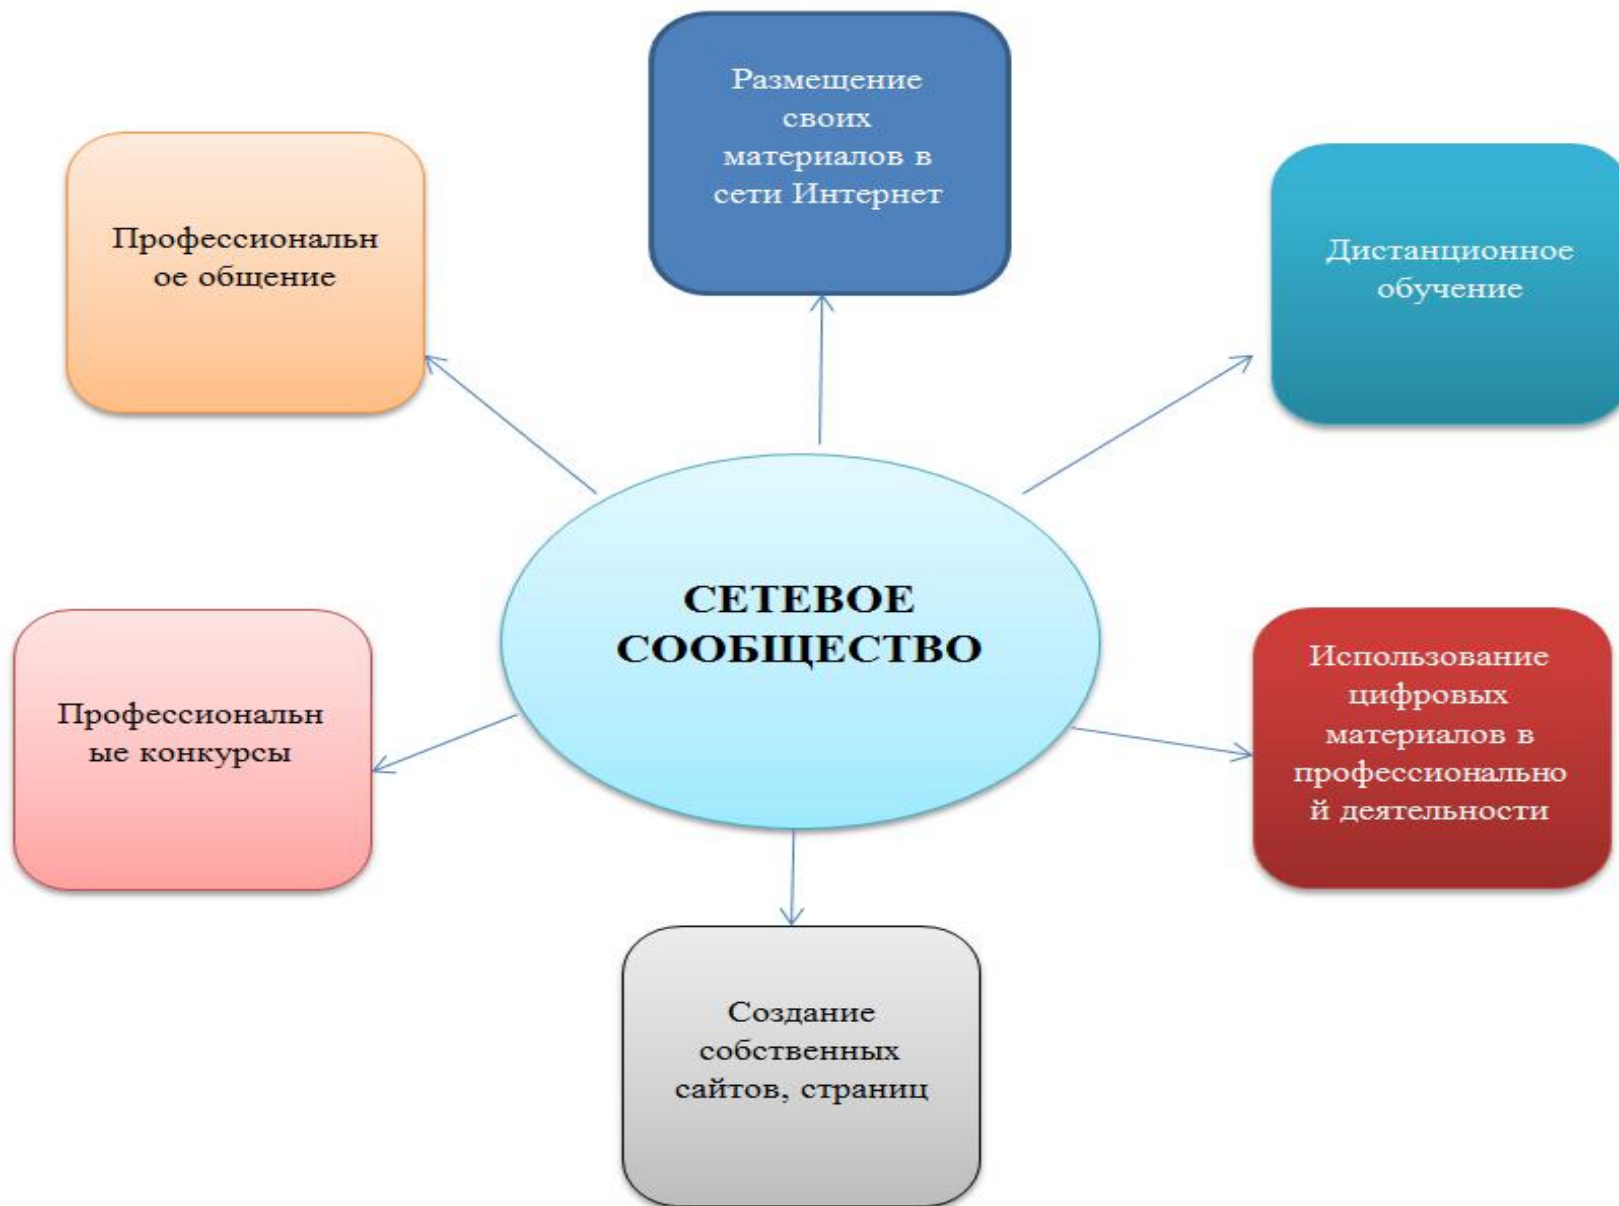 Размещение
своих
материалов в
сети Интернет
Профессиональн
ое общение
Дистанционное
обучение
СЕТЕВОЕ
СООБЩЕСТВО
Профессиональн
ые конкурсы
Использование
цифровых
материалов в
профессионально
й деятельности
Создание
собственных
сайтов, страниц